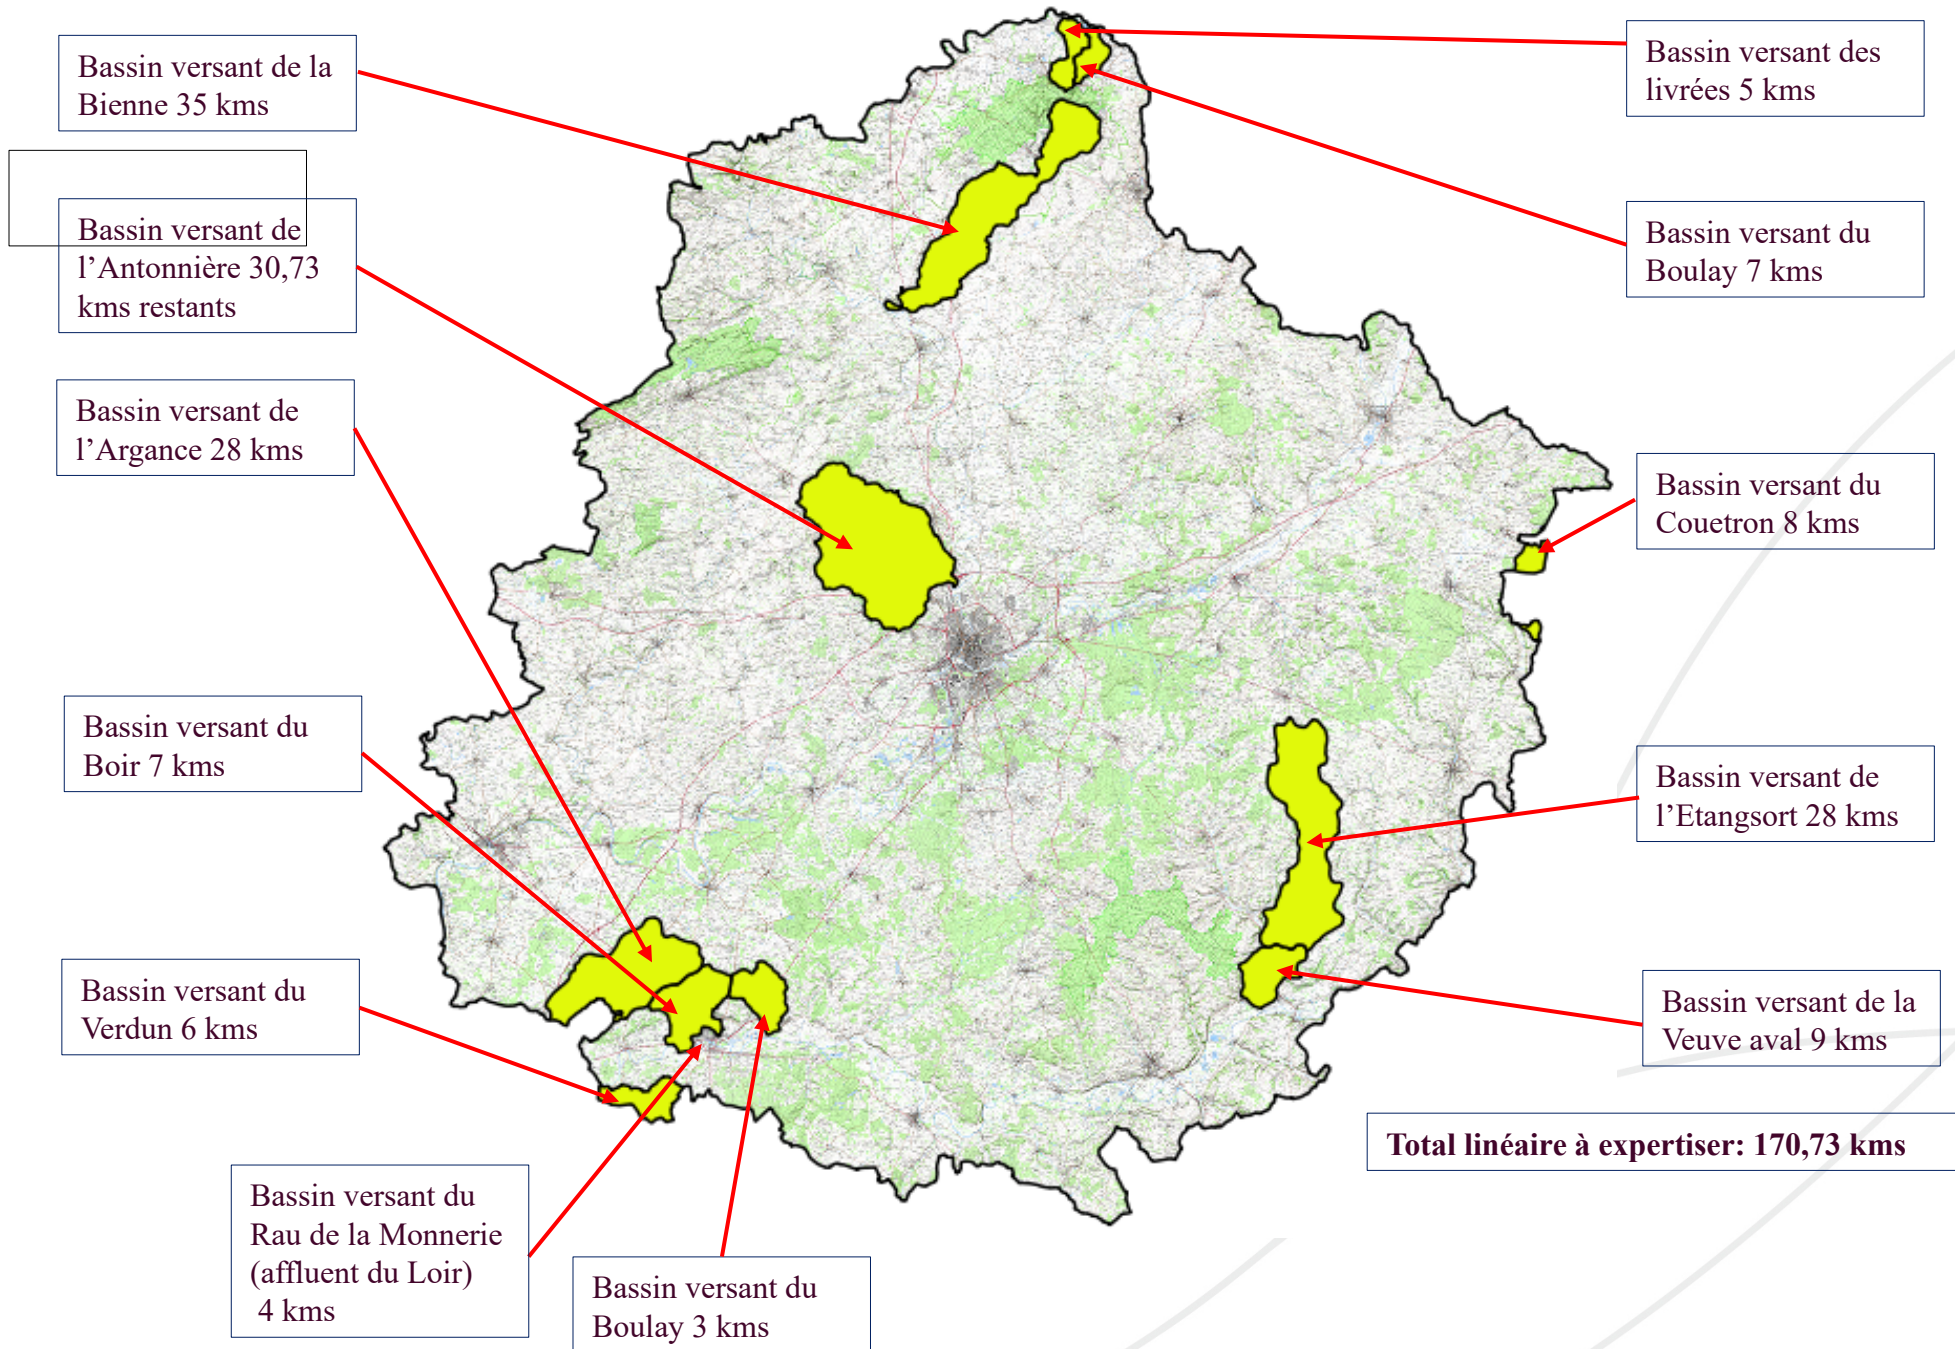 Bassin versant de la
Bienne 35 kms
Bassin versant de
l’Antonnière 30,73
kms restants
Bassin versant de
l’Argance 28 kms
Bassin versant du
Boir 7 kms
Bassin versant du
Verdun 6 kms
Bassin versant du
Rau de la Monnerie
(affluent du Loir)
4 kms
Bassin versant du
Boulay 3 kms
Bassin versant des
livrées 5 kms
Bassin versant du
Boulay 7 kms
Bassin versant du
Couetron 8 kms
Bassin versant de
l’Etangsort 28 kms
Bassin versant de la
Veuve aval 9 kms
Total linéaire à expertiser: 170,73 kms